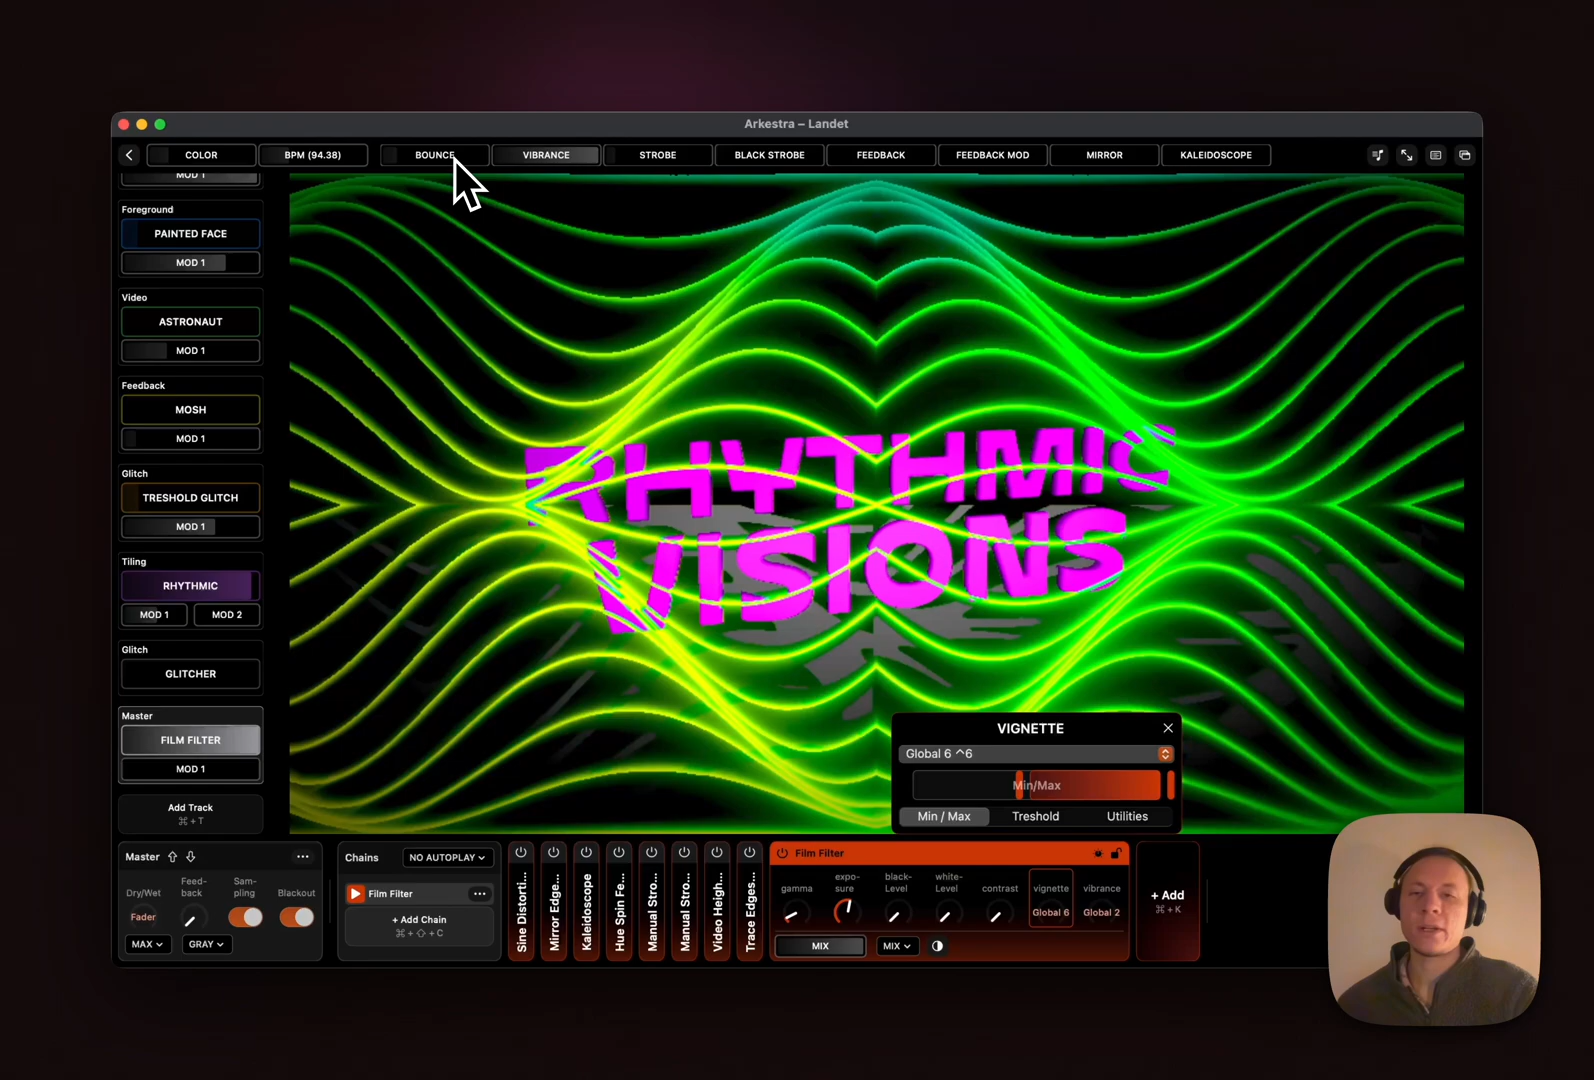 Arkestra – Landet
COLOR
BPM (94.38)
BOUNCE
VIBRANCE
STROBE
BLACK STROBE
FEEDBACK
FEEDBACK MOD
MIRROR
KALEIDOSCOPE
MOD 1
Foreground
PAINTED FACE
MOD 1
Video
ASTRONAUT
MOD 1
Feedback
MOSH
MOD 1
Glitch
TRESHOLD GLITCH
MOD 1
Tiling
RHYTHMIC
MOD 1
MOD 2
Glitch
GLITCHER
Master
FILM FILTER
MOD 1
Add Track
⌘ + T
RHYTHMIC
VISIONS
VIGNETTE
Global 6 ^6
Min/Max
Min / Max
Treshold
Utilities
Master
Dry/Wet
Feed-
back
Sam-
pling
Blackout
Fader
MAX
GRAY
Chains
NO AUTOPLAY
Film Filter
+ Add Chain
⌘ + ⇧ + C
Sine Distorti...
Mirror Edge...
Kaleidoscope
Hue Spin Fe...
Manual Stro...
Manual Stro...
Video Heigh...
Trace Edges...
Film Filter
gamma
expo-
sure
black-
Level
white-
Level
contrast
vignette
vibrance
Global 6
Global 2
MIX
MIX
+ Add
⌘ + K